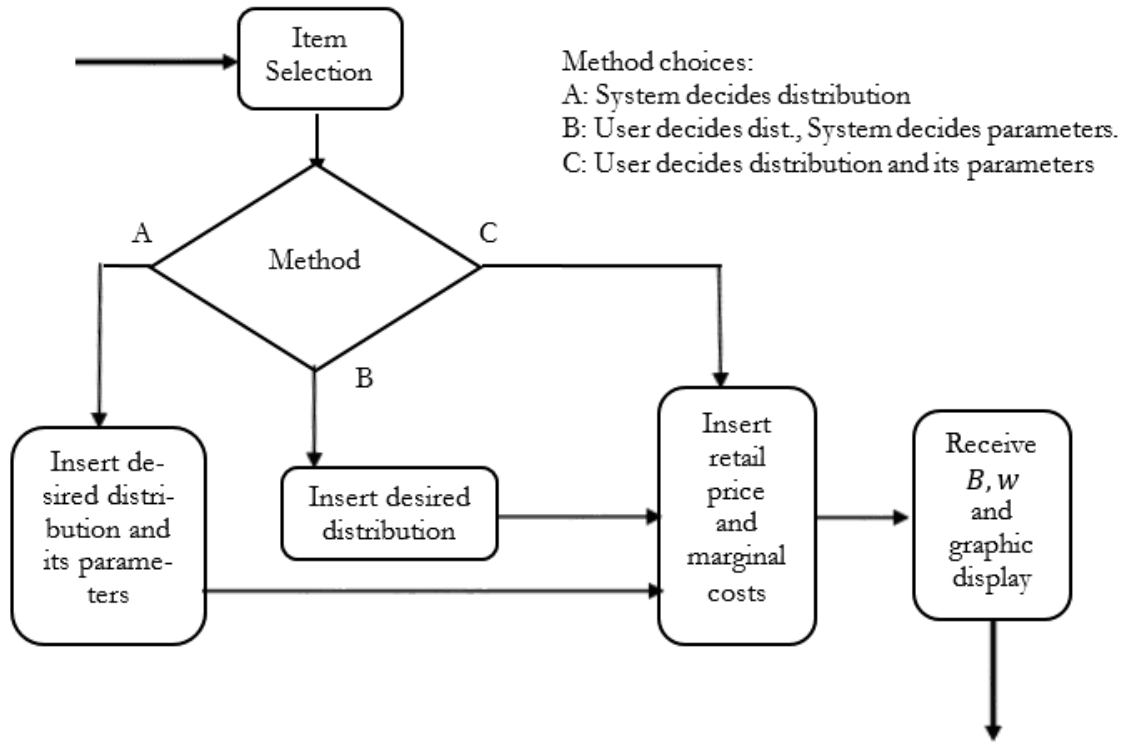 Item
Selection
Method choices:
A: System decides distribution
B: User decides dist., System decides parameters.
C: User decides distribution and its parameters
A
Method
C
B
Insert de-
sired distri-
bution and
its parame-
ters
Insert desired
distribution
Insert
retail
price
and
marginal
costs
Receive
B, w
and
graphic
display